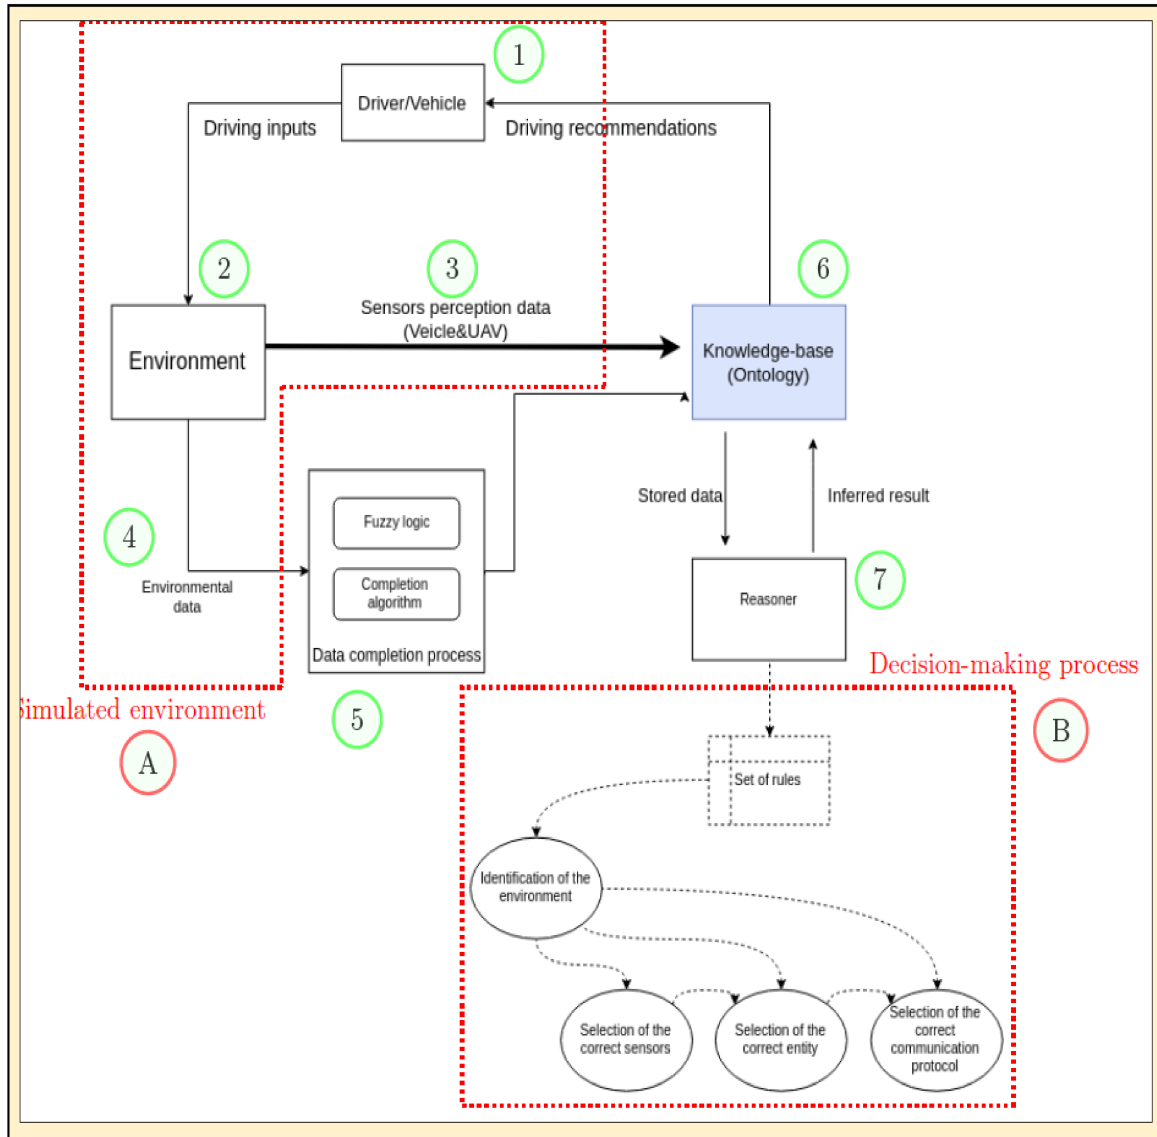 1
Driver/Vehicle
Driving inputs
Driving recommendations
2
3
6
Sensors perception data
(Veicle&UAV)
Environment
Knowledge-base
(Ontology)
Stored data
Inferred result
4
Fuzzy logic
Environmental
data
Completion
algorithm
Data completion process
7
Reasoner
Decision-making process
Simulated environment
5
A
B
Set of rules
Identification of the
environment
Selection of the
correct sensors
Selection of the
correct entity
Selection of the
correct
communication
protocol